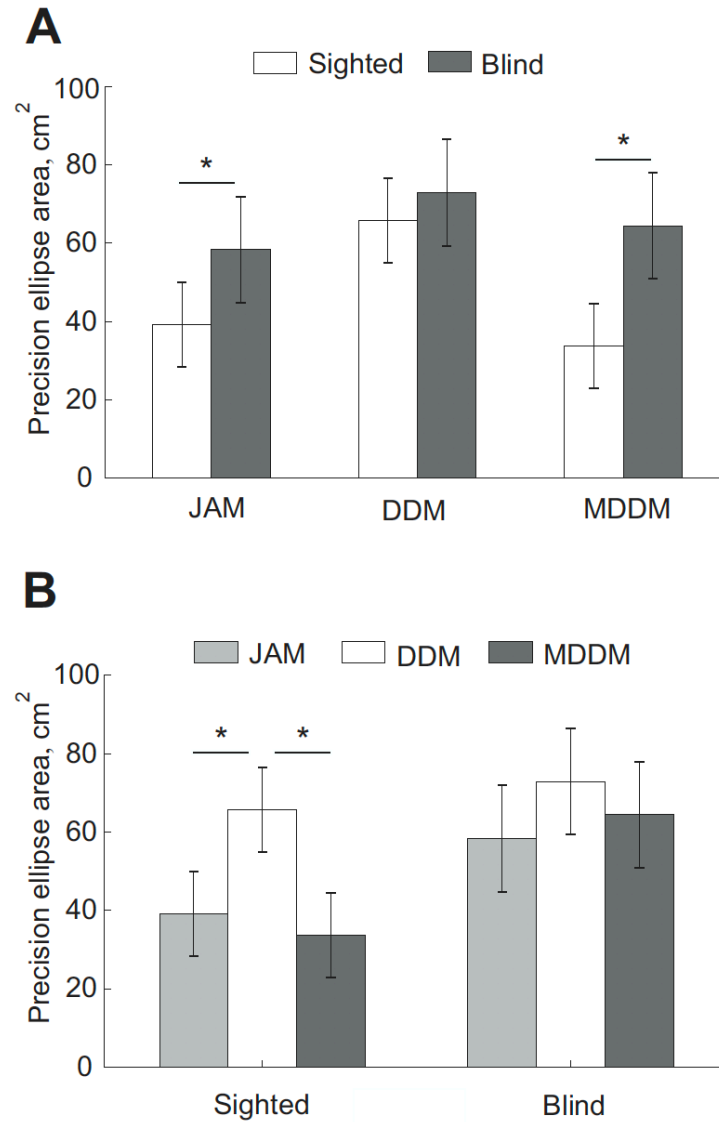 A
Sighted Blind
Precision ellipse area, cm²
100
80
60
40
20
0
* *
JAM DDM MDDM
B
JAM DDM MDDM
Precision ellipse area, cm²
100
80
60
40
20
0
* *
Sighted Blind